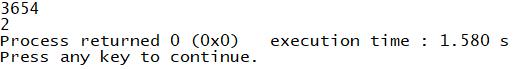 3654
2
Process returned 0 (0x0)   execution time : 1.580 s
Press any key to continue.